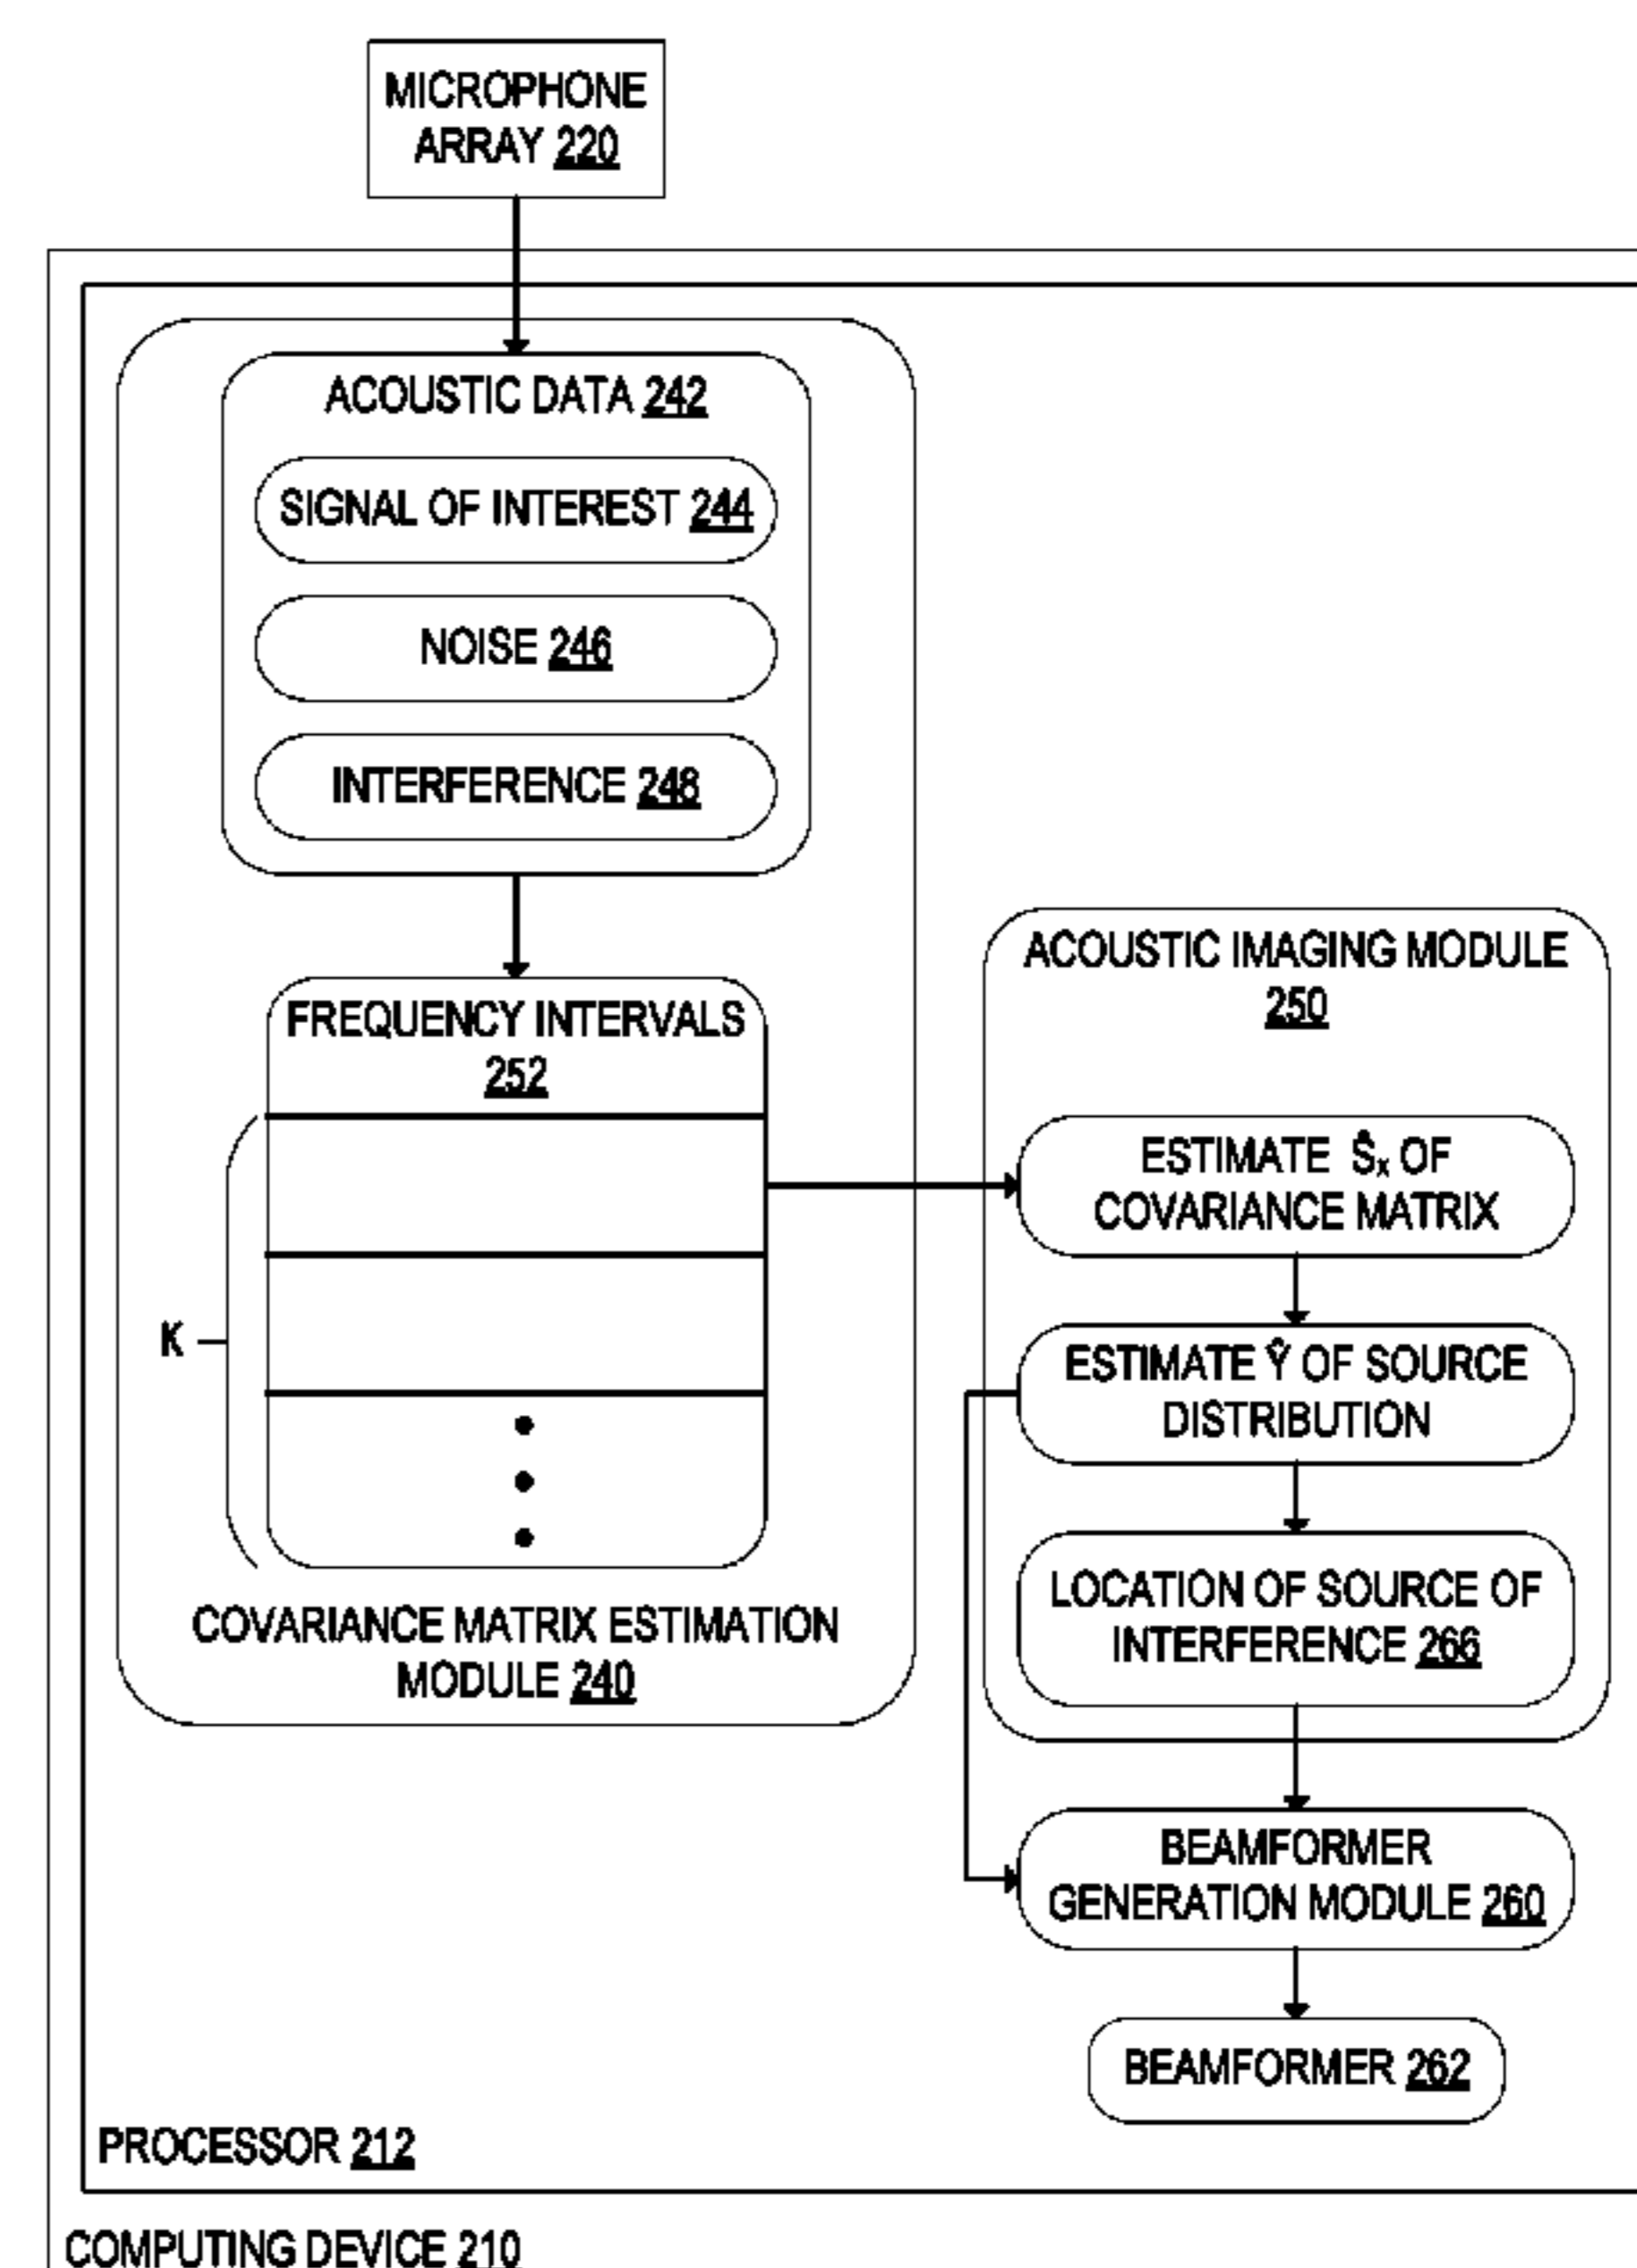 MICROPHONE
ARRAY 220
ACOUSTIC DATA 242
SIGNAL OF INTEREST 244
NOISE 246
INTERFERENCE 248
FREQUENCY INTERVALS
252
K
COVARIANCE MATRIX ESTIMATION
MODULE 240
ACOUSTIC IMAGING MODULE
250
ESTIMATE Ŝₓ OF
COVARIANCE MATRIX
ESTIMATE Ŷ OF SOURCE
DISTRIBUTION
LOCATION OF SOURCE OF
INTERFERENCE 266
BEAMFORMER
GENERATION MODULE 260
BEAMFORMER 262
PROCESSOR 212
COMPUTING DEVICE 210